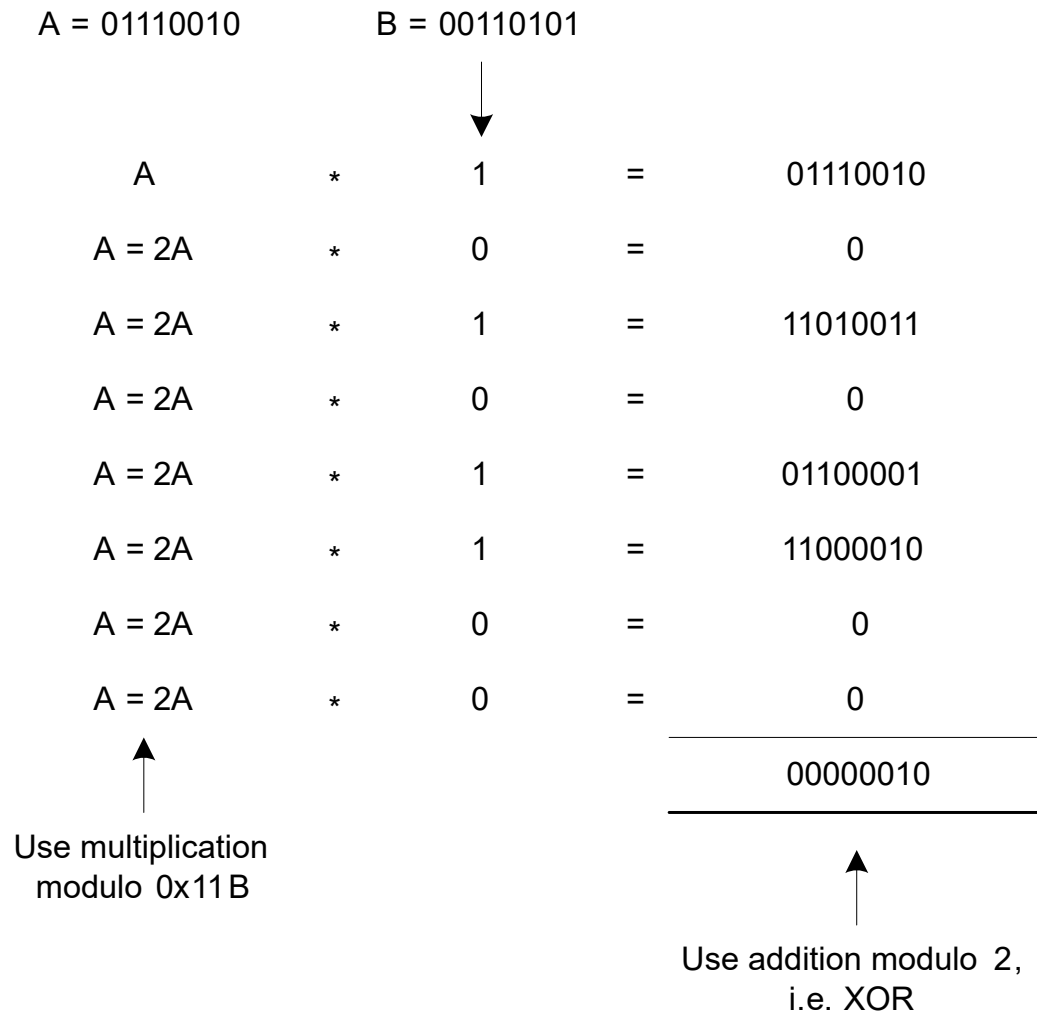 A = 01110010 B = 00110101
A * 1 = 01110010
A = 2A * 0 = 0
A = 2A * 1 = 11010011
A = 2A * 0 = 0
A = 2A * 1 = 01100001
A = 2A * 1 = 11000010
A = 2A * 0 = 0
A = 2A * 0 = 0
00000010
Use multiplication
modulo 0x11B
Use addition modulo 2,
i.e. XOR